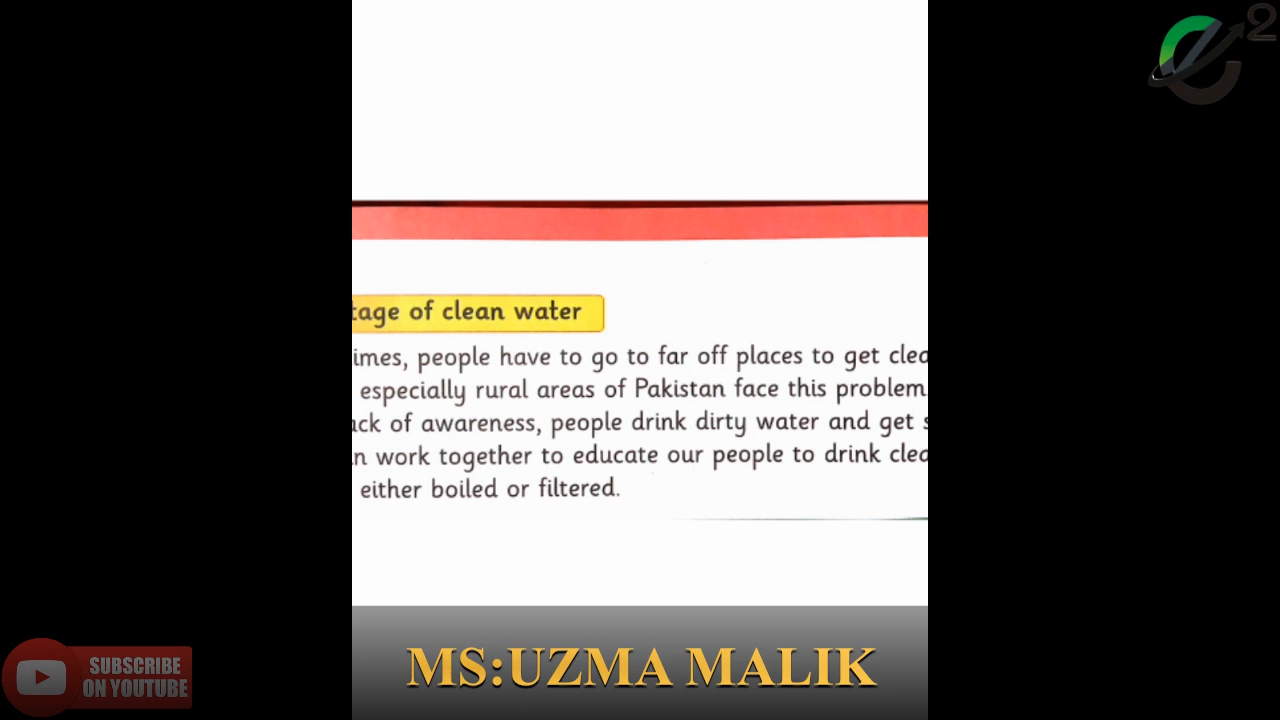 tage of clean water
imes, people have to go to far off places to get clea
especially rural areas of Pakistan face this problem.
ack of awareness, people drink dirty water and get s
n work together to educate our people to drink clea
either boiled or filtered.
MS:UZMA MALIK
SUBSCRIBE
ON YOUTUBE
2